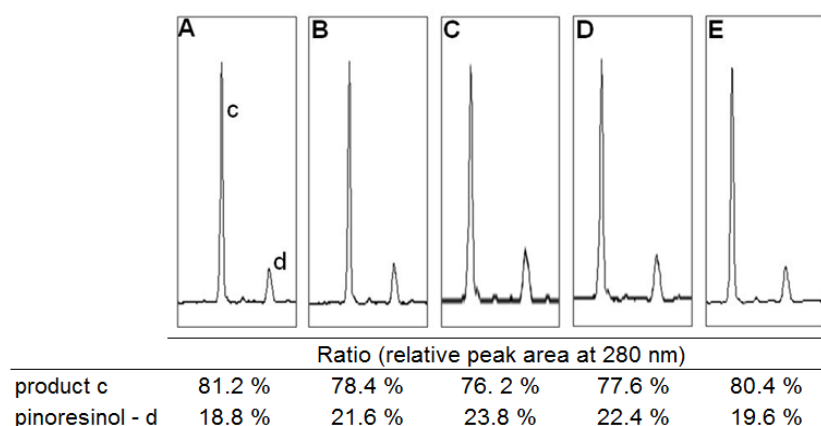 A B C D E
c
d
Ratio (relative peak area at 280 nm)
product c 81.2 % 78.4 % 76. 2 % 77.6 % 80.4 %
pinoresinol - d 18.8 % 21.6 % 23.8 % 22.4 % 19.6 %